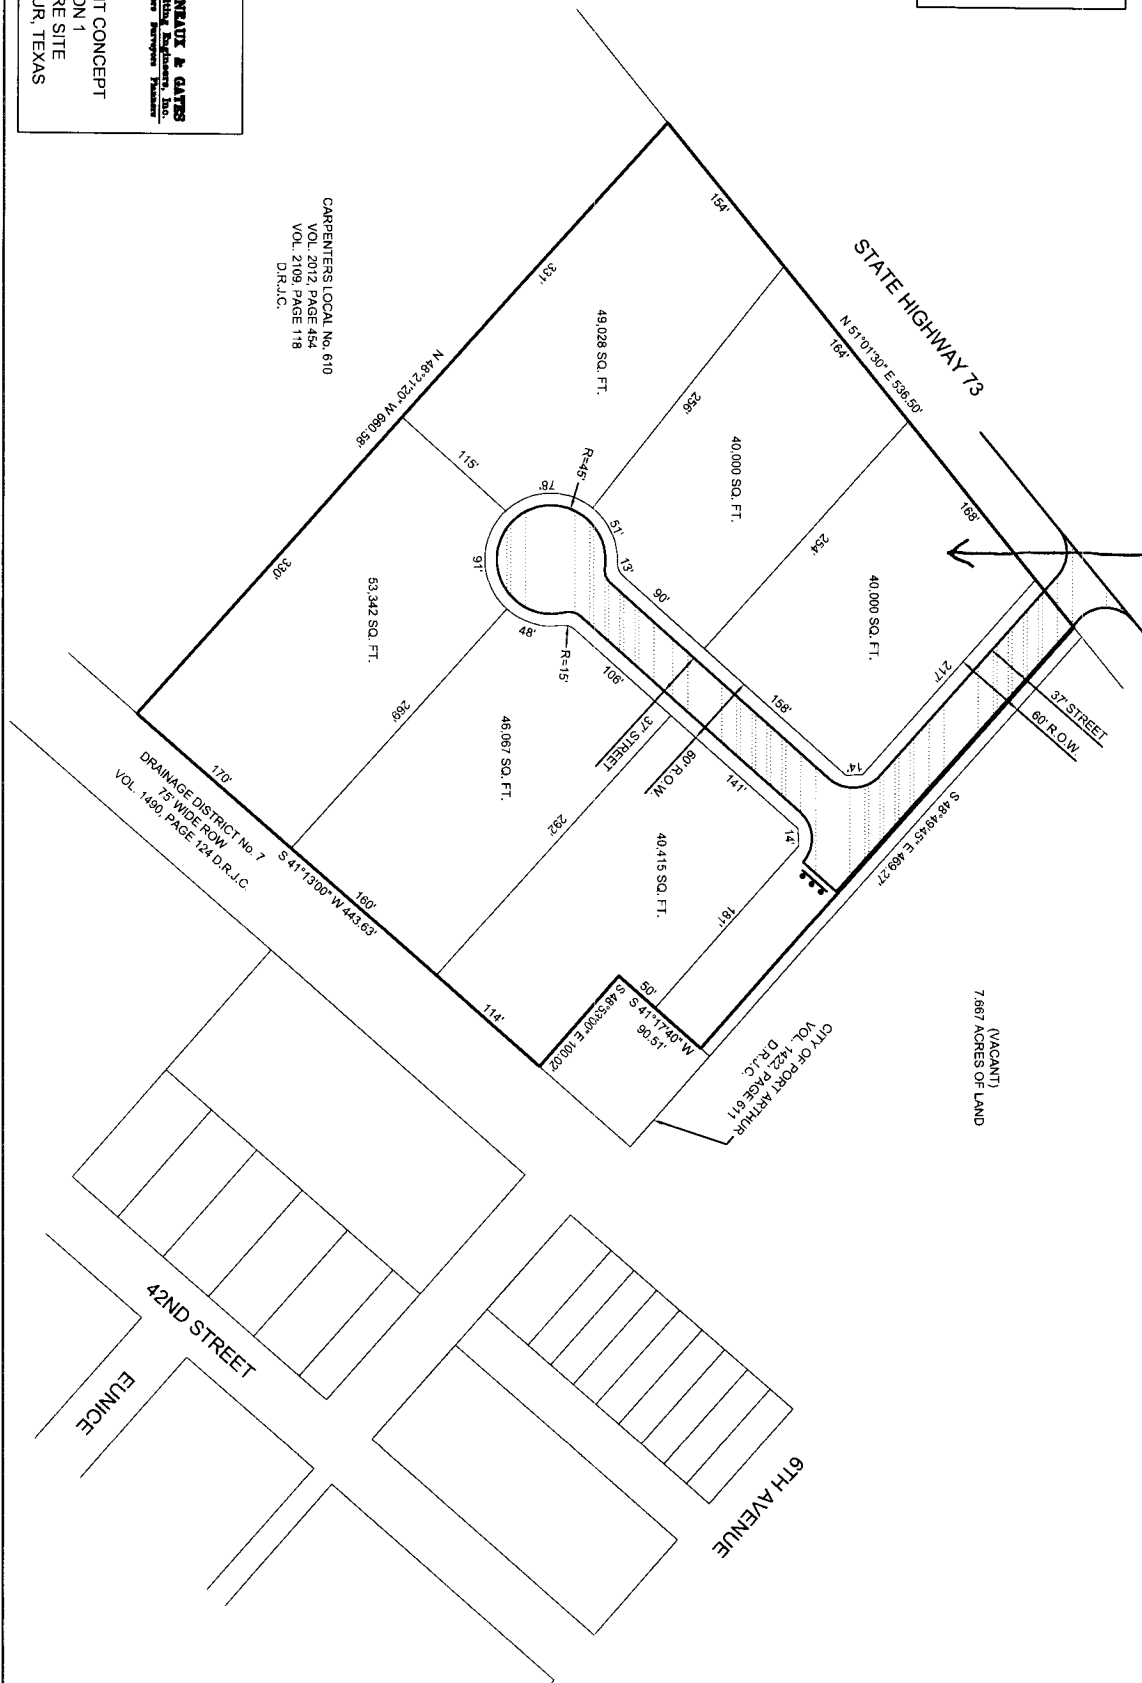 NEAUX & GATES
lting Engineers, Inc.
ers Surveyors Planners
T CONCEPT
ON 1
RE SITE
UR, TEXAS
CARPENTERS LOCAL No. 610
VOL. 2012, PAGE 454
VOL. 2109, PAGE 118
D.R.J.C.
STATE HIGHWAY 73
N 51°01'30" E 536.50'
154'
164'
168'
331'
49,028 SQ. FT.
256'
40,000 SQ. FT.
254'
40,000 SQ. FT.
217'
37' STREET
60' R.O.W.
N 48°21'20" W 660.58'
115'
R=45'
78'
51'
13'
90'
158'
14'
91'
48'
R=15'
106'
37' STREET
60' R.O.W.
141'
14'
S 48°49'45" E 469.27'
330'
53,342 SQ. FT.
269'
46,067 SQ. FT.
292'
40,415 SQ. FT.
181'
170'
160'
114'
S 41°13'00" W 443.63'
DRAINAGE DISTRICT No. 7
75' WIDE ROW
VOL. 1490, PAGE 124 D.R.J.C.
50'
S 41°17'40" W
90.51'
S 48°53'00" E 100.02'
CITY OF PORT ARTHUR
VOL. 1422, PAGE 611
D.R.J.C.
(VACANT)
7.667 ACRES OF LAND
42ND STREET
EUNICE
6TH AVENUE